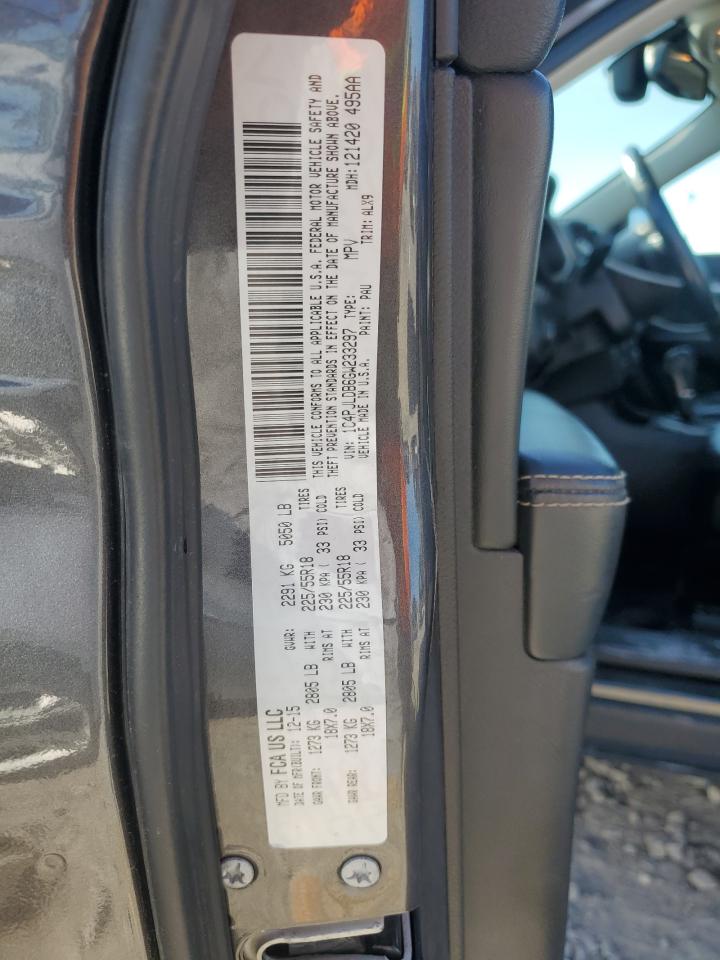 MFD BY FCA US LLC
DATE OF MFR(BUILT): 12-15 GVWR: 2291 KG 5050 LB
GAWR FRONT: 1273 KG 2805 LB WITH 225/55R18 TIRES
18X7.0 RIMS AT 230 KPA ( 33 PSI) COLD
GAWR REAR: 1273 KG 2805 LB WITH 225/55R18 TIRES
18X7.0 RIMS AT 230 KPA ( 33 PSI) COLD
THIS VEHICLE CONFORMS TO ALL APPLICABLE U.S.A. FEDERAL MOTOR VEHICLE SAFETY AND
THEFT PREVENTION STANDARDS IN EFFECT ON THE DATE OF MANUFACTURE SHOWN ABOVE.
VIN: 1C4PJLDB6GW233297 TYPE: MPV MDH:121420 495AA
VEHICLE MADE IN U.S.A. PAINT: PAU TRIM: ALX9